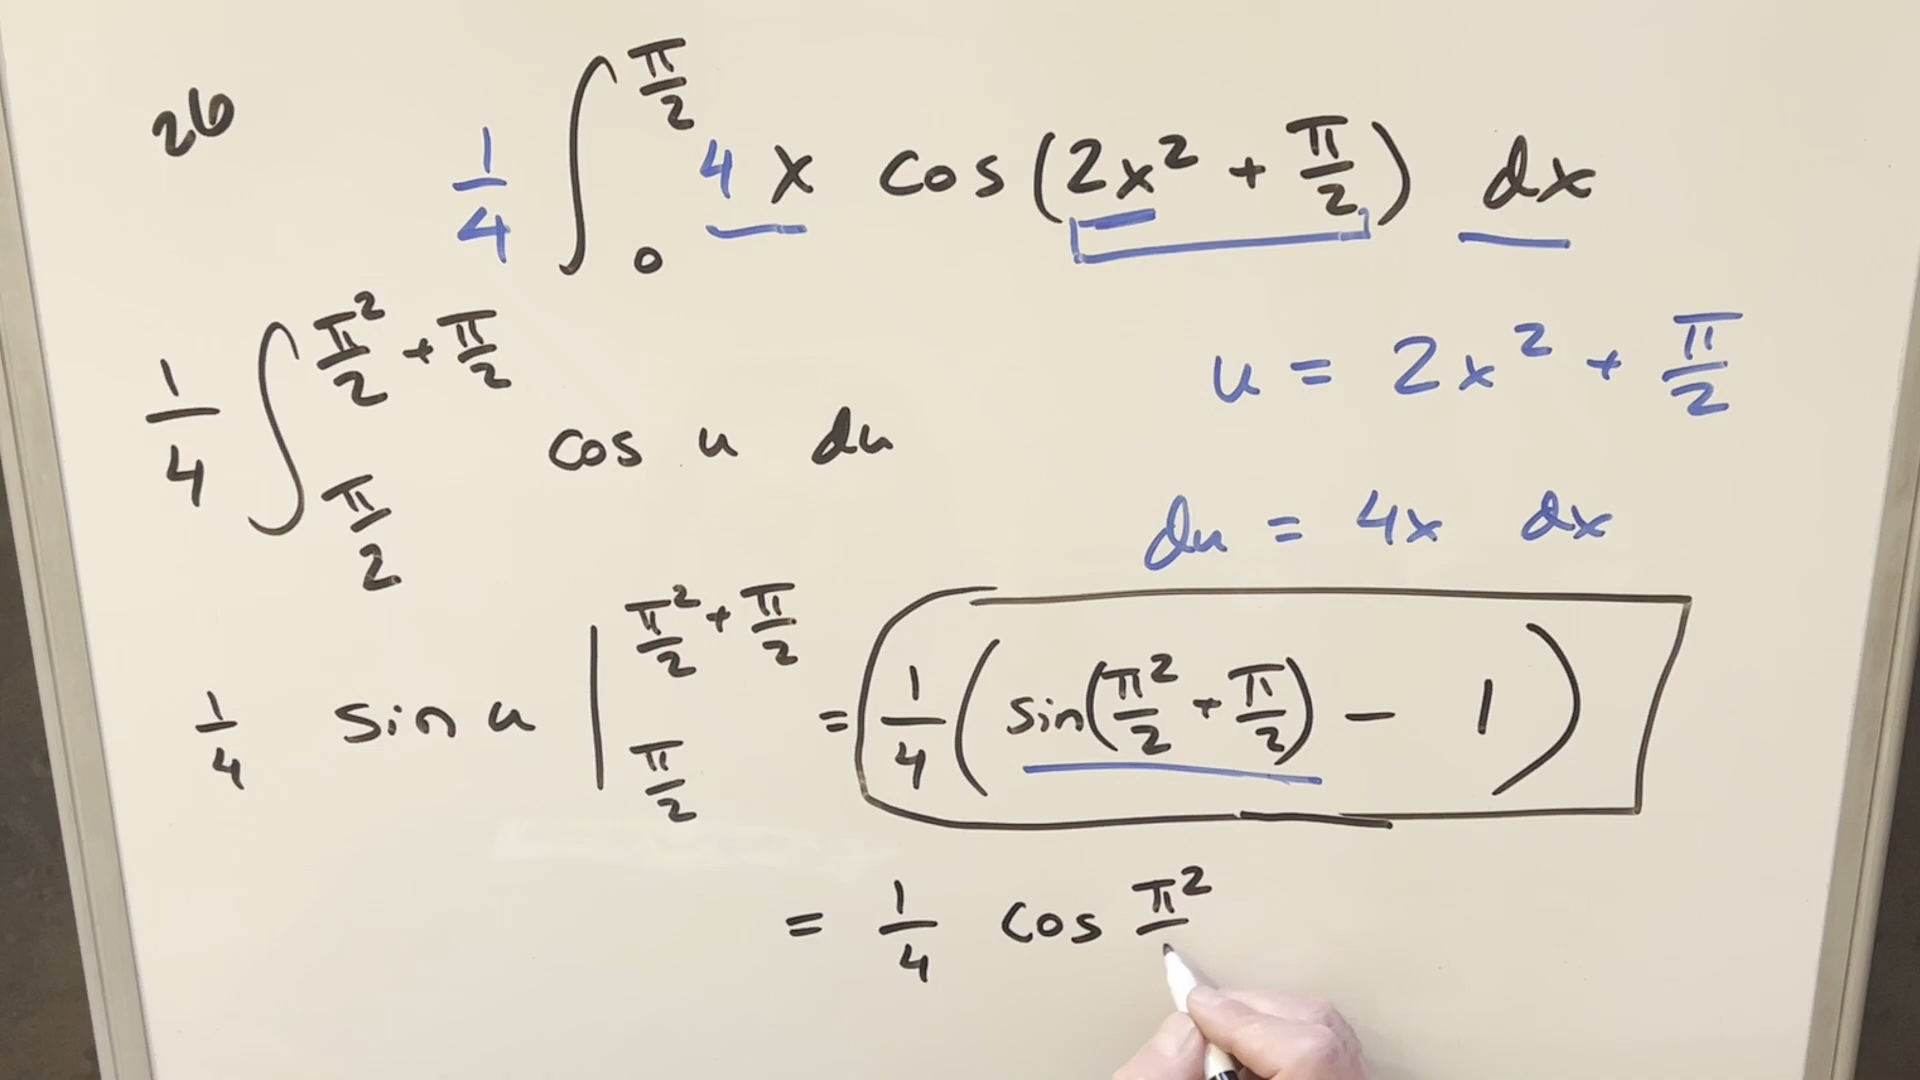 26 1/4 ∫₀^{π/2} 4x cos(2x² + π/2) dx
u = 2x² + π/2
1/4 ∫_{π/2}^{π²/2 + π/2} cos u du
du = 4x dx
1/4 sin u |_{π/2}^{π²/2 + π/2} = 1/4 (sin(π²/2 + π/2) - 1)
= 1/4 cos π²/